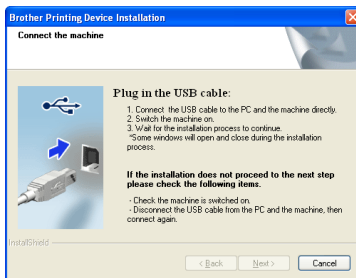 Brother Printing Device Installation
Connect the machine
Plug in the USB cable:
1. Connect the USB cable to the PC and the machine directly.
2. Switch the machine on.
3. Wait for the installation process to continue.
*Some windows will open and close during the installation
process.
If the installation does not proceed to the next step
please check the following items.
- Check the machine is switched on.
- Disconnect the USB cable from the PC and the machine, then
connect again.
InstallShield
< Back
Next >
Cancel